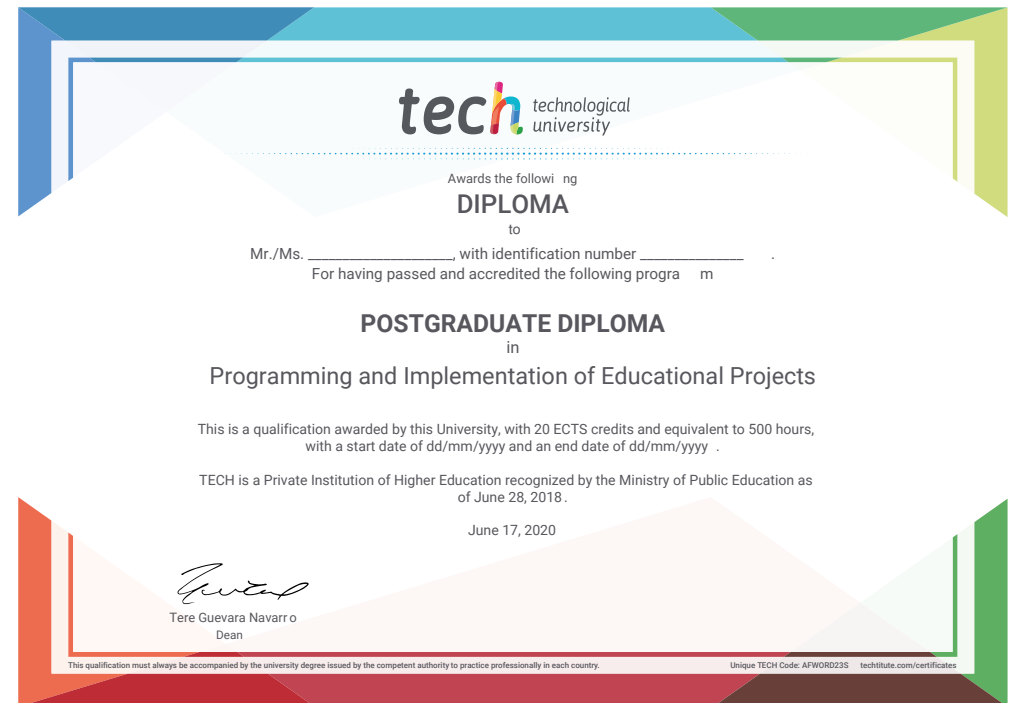 tech technological
university
Awards the followi ng
DIPLOMA
to
Mr./Ms. _____________________, with identification number _______________ .
For having passed and accredited the following progra m
POSTGRADUATE DIPLOMA
in
Programming and Implementation of Educational Projects
This is a qualification awarded by this University, with 20 ECTS credits and equivalent to 500 hours,
with a start date of dd/mm/yyyy and an end date of dd/mm/yyyy .
TECH is a Private Institution of Higher Education recognized by the Ministry of Public Education as
of June 28, 2018.
June 17, 2020
Tere Guevara Navarro
Dean
This qualification must always be accompanied by the university degree issued by the competent authority to practice professionally in each country.
Unique TECH Code: AFWORD23S techtitute.com/certificates